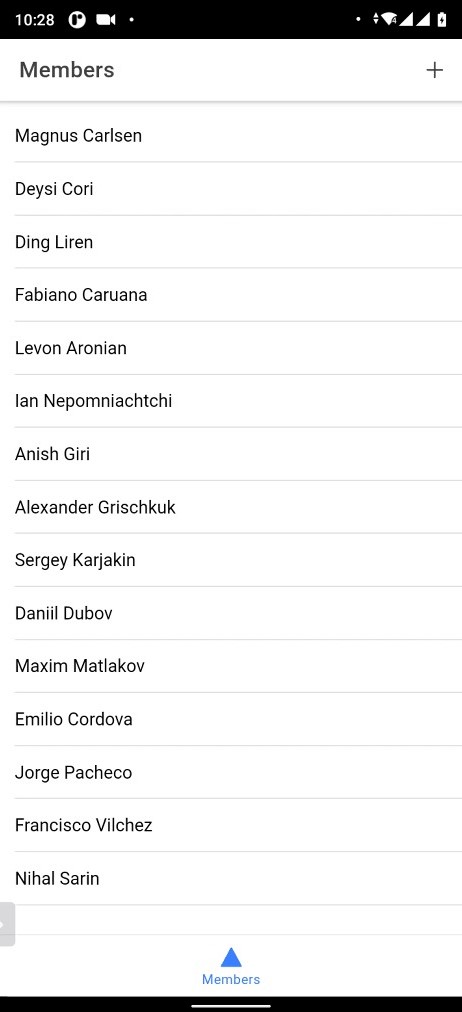 10:28
Members
Magnus Carlsen
Deysi Cori
Ding Liren
Fabiano Caruana
Levon Aronian
Ian Nepomniachtchi
Anish Giri
Alexander Grischkuk
Sergey Karjakin
Daniil Dubov
Maxim Matlakov
Emilio Cordova
Jorge Pacheco
Francisco Vilchez
Nihal Sarin
Members